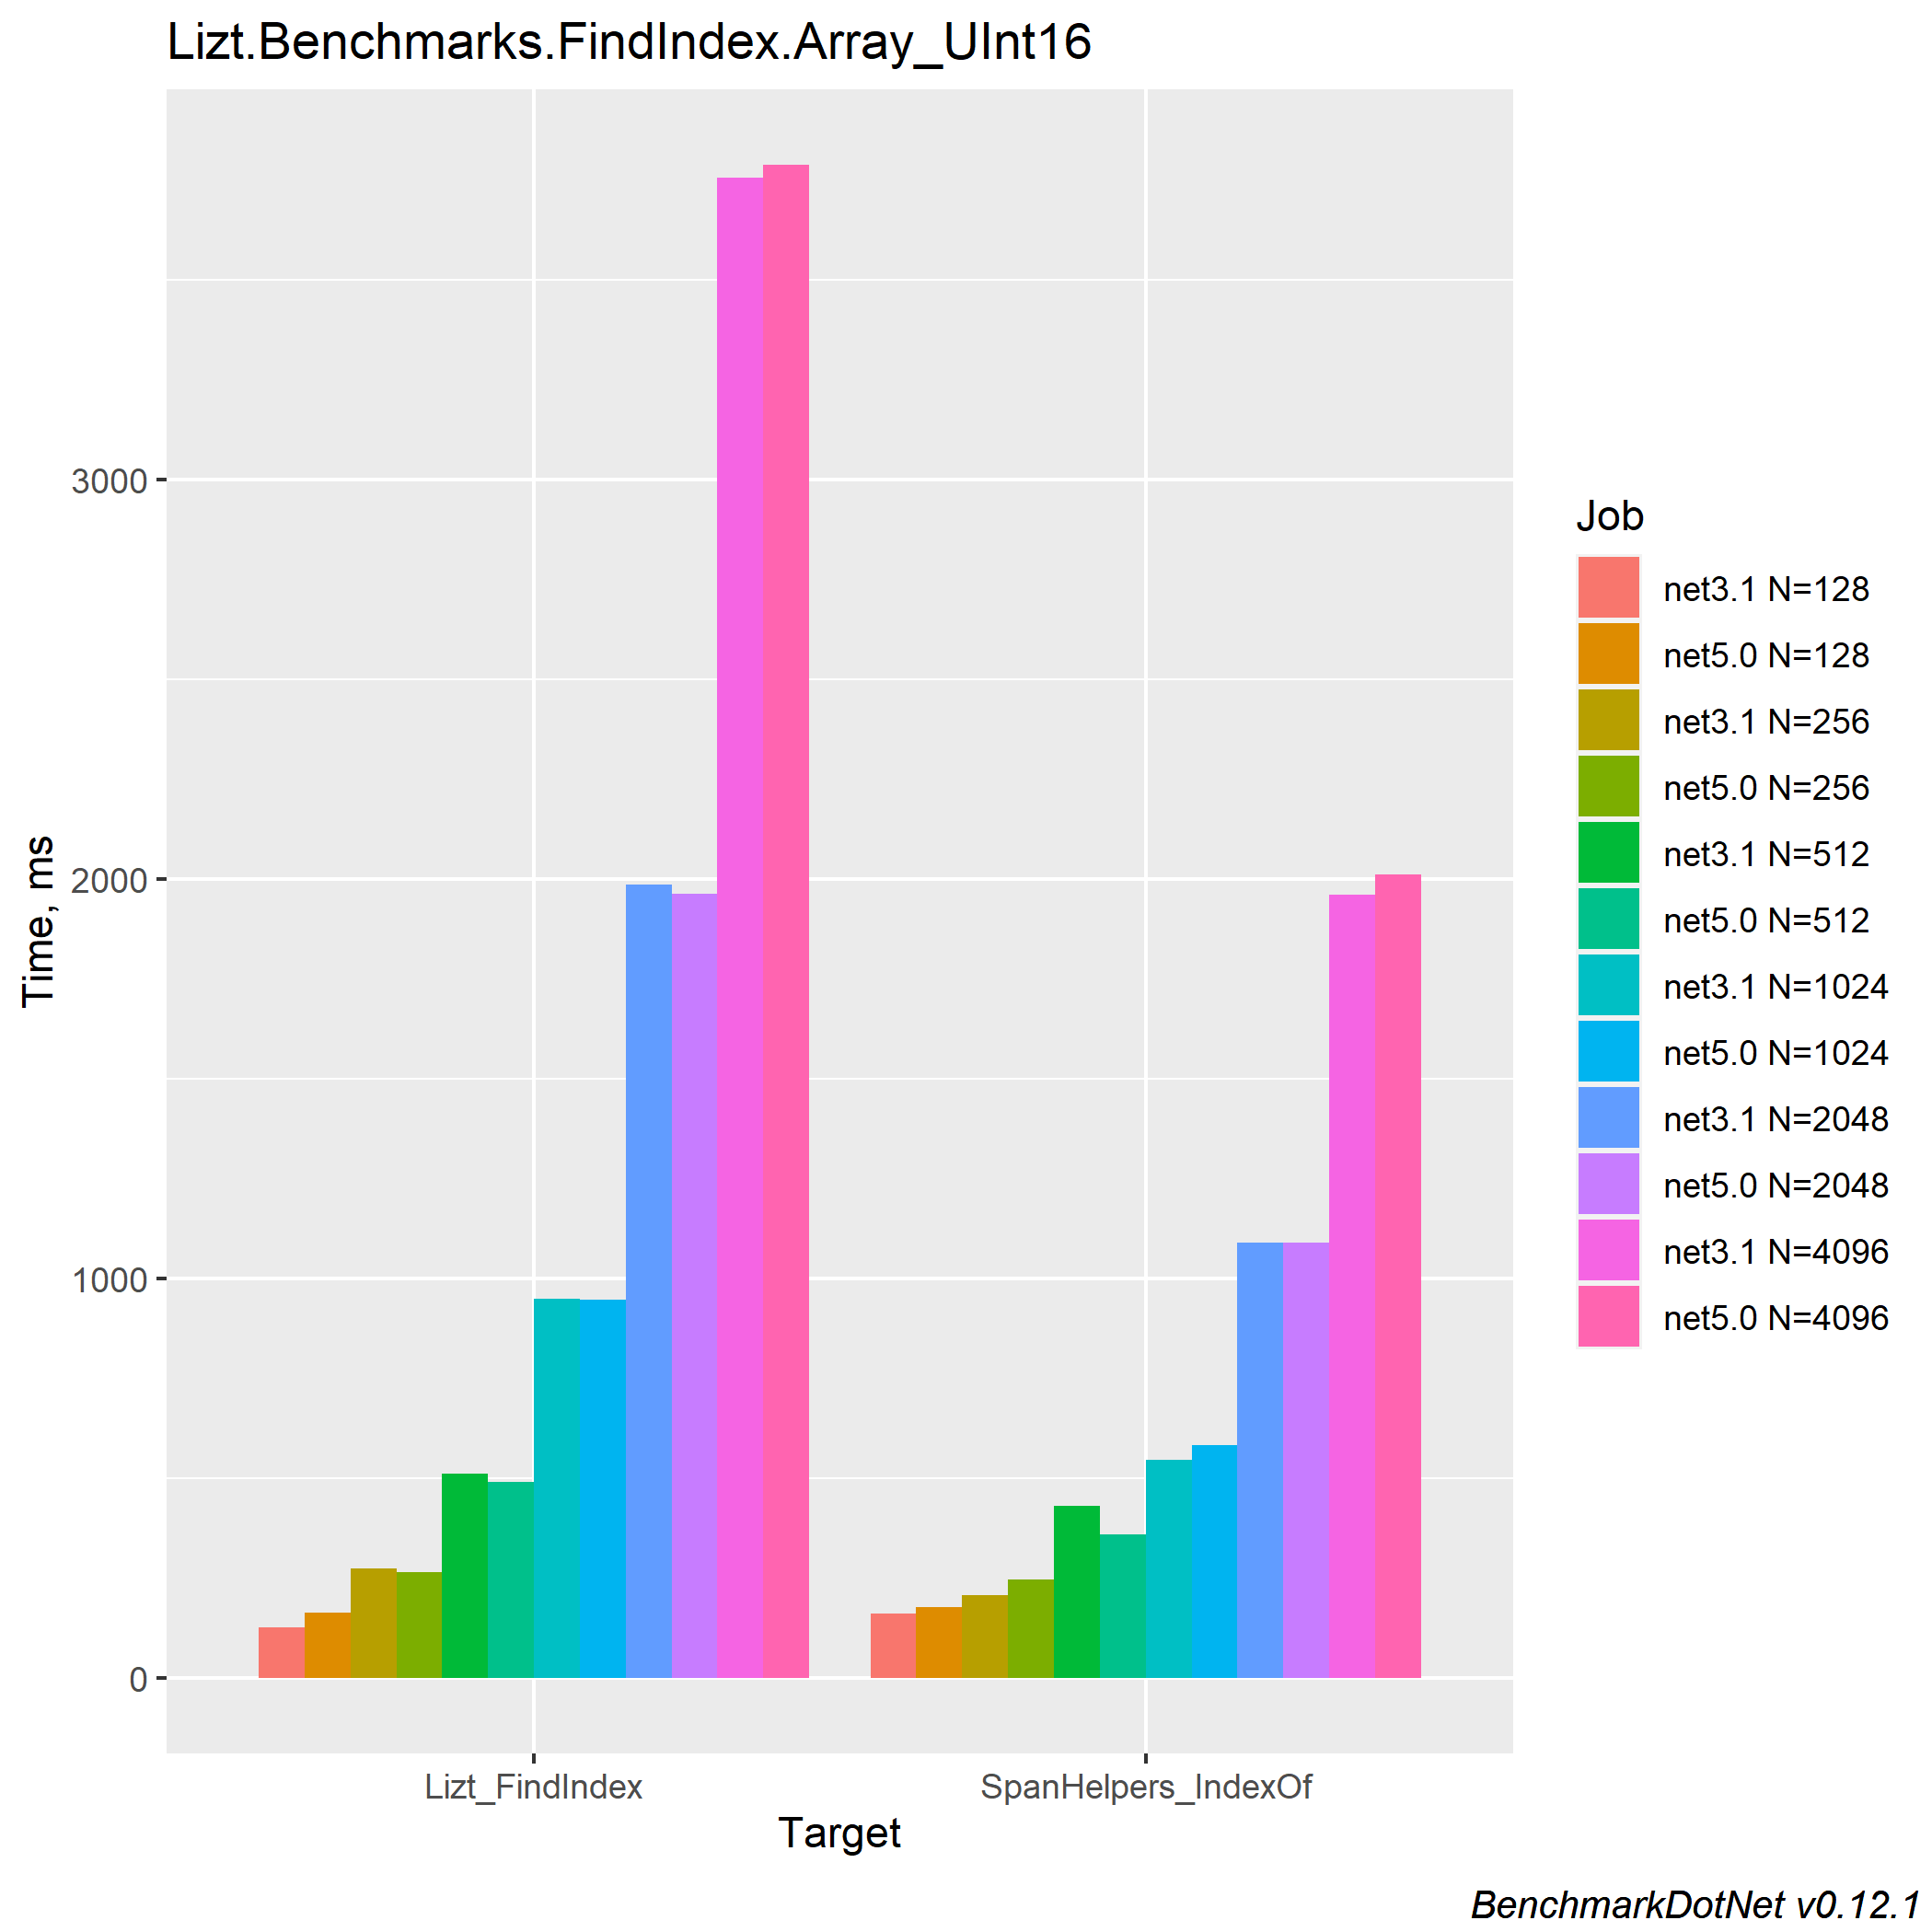 Lizt.Benchmarks.FindIndex.Array_UInt16
Time, ms
3000
2000
1000
0
Lizt_FindIndex
SpanHelpers_IndexOf
Target
Job
net3.1 N=128
net5.0 N=128
net3.1 N=256
net5.0 N=256
net3.1 N=512
net5.0 N=512
net3.1 N=1024
net5.0 N=1024
net3.1 N=2048
net5.0 N=2048
net3.1 N=4096
net5.0 N=4096
BenchmarkDotNet v0.12.1